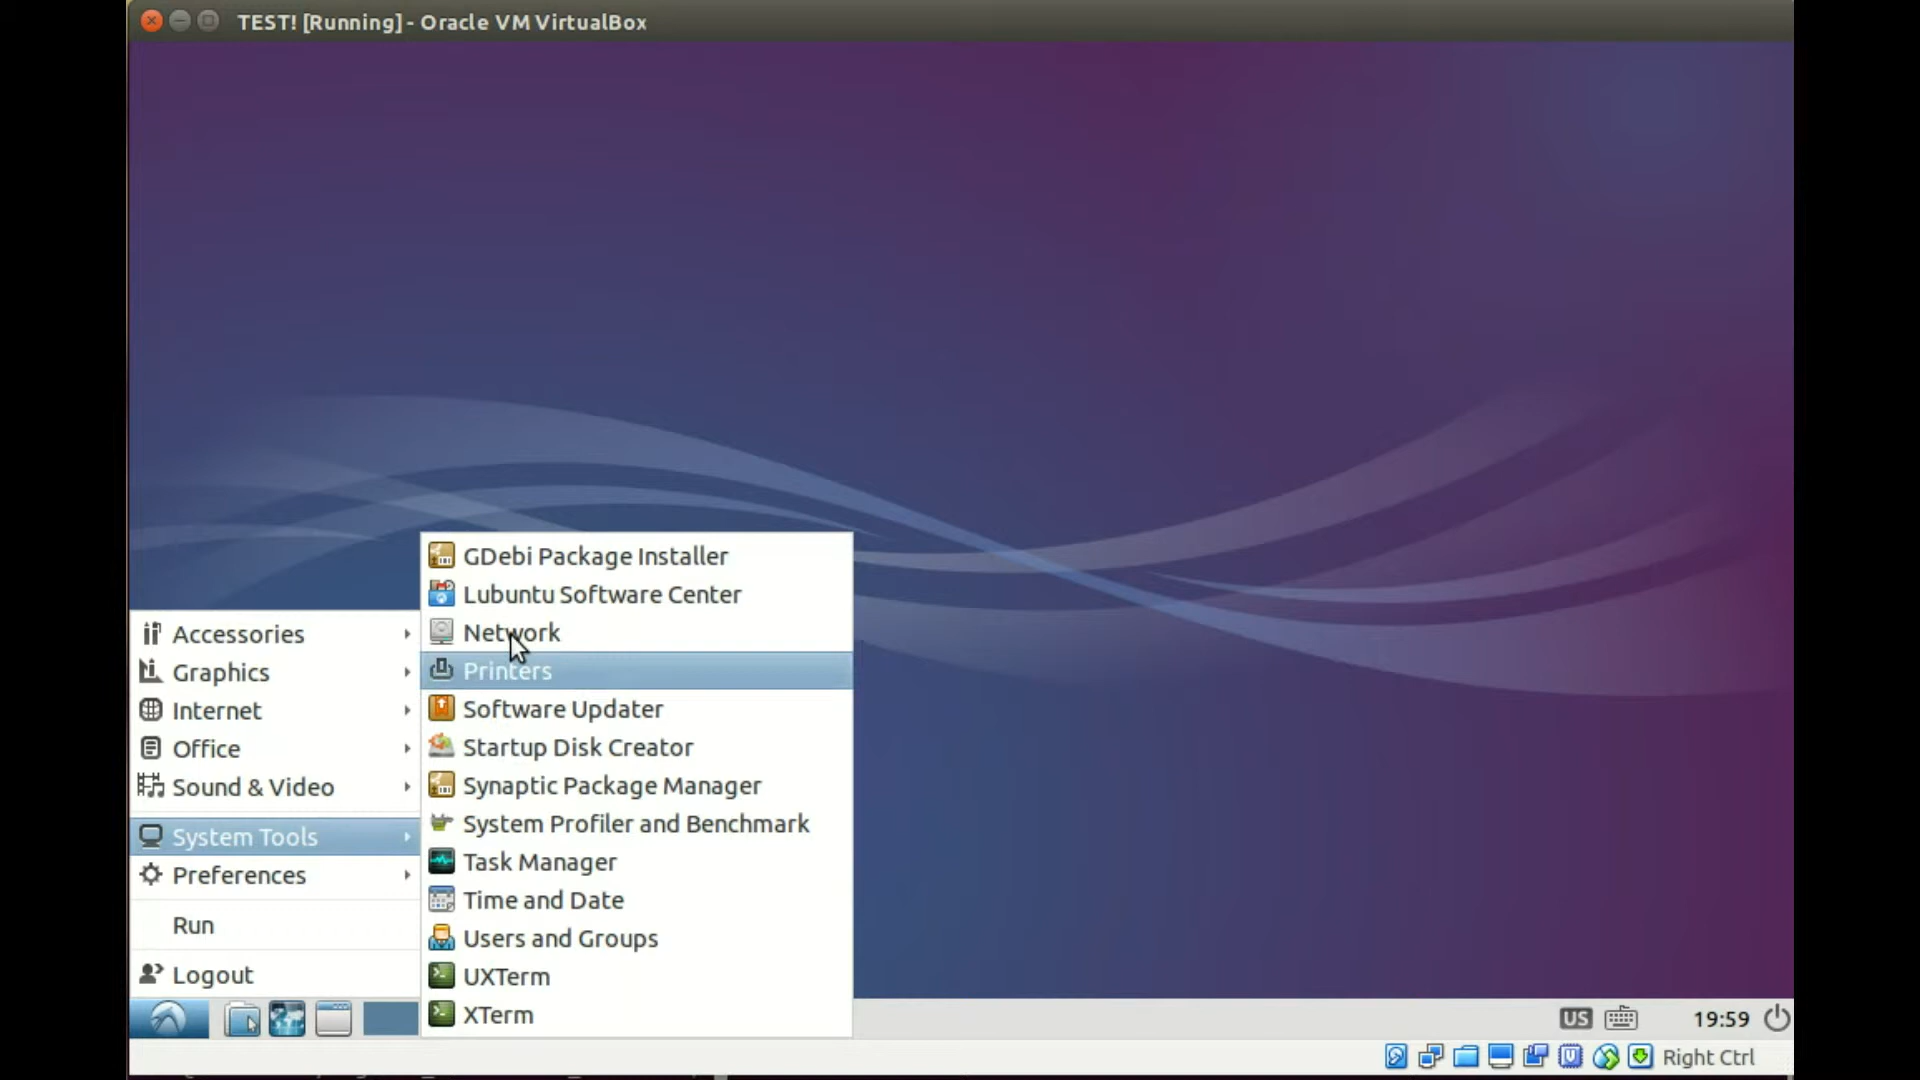 TEST! [Running] - Oracle VM VirtualBox
GDebi Package Installer
Lubuntu Software Center
Network
Printers
Software Updater
Startup Disk Creator
Synaptic Package Manager
System Profiler and Benchmark
Task Manager
Time and Date
Users and Groups
UXTerm
XTerm
Accessories
Graphics
Internet
Office
Sound & Video
System Tools
Preferences
Run
Logout
US
19:59
Right Ctrl